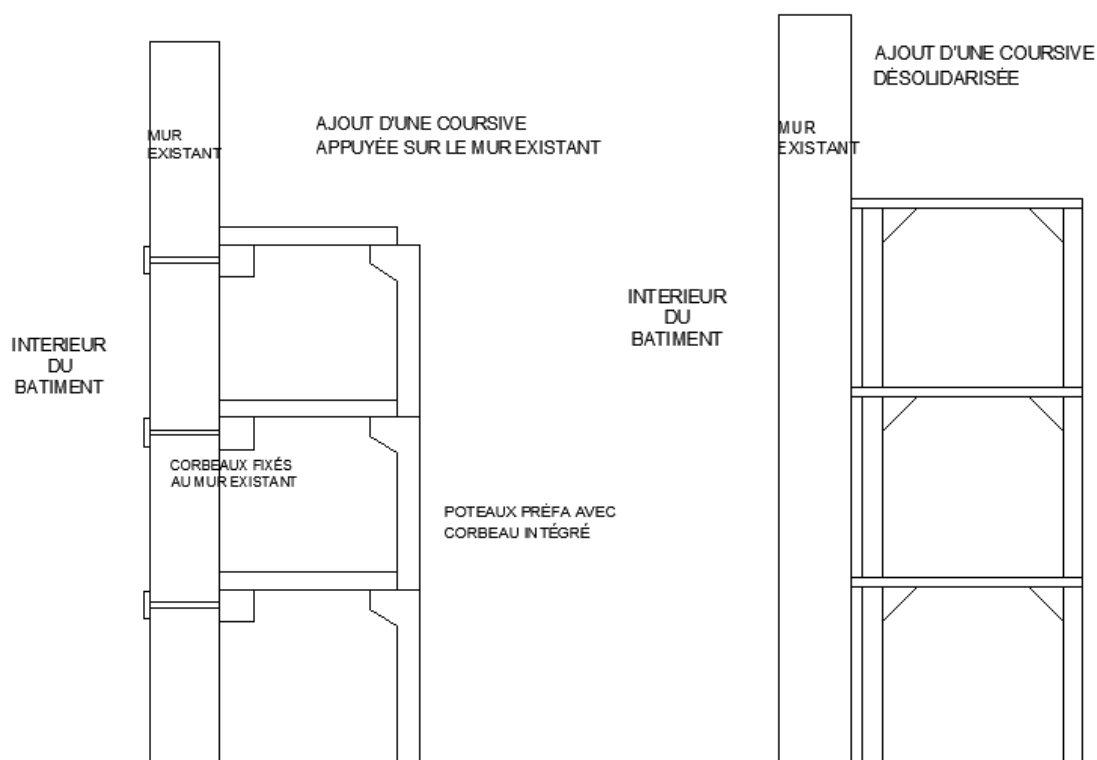 MUR
EXISTANT
AJOUT D'UNE COURSIVE
APPUYÉE SUR LE MUR EXISTANT
INTERIEUR
DU
BATIMENT
CORBEAUX FIXÉS
AU MUR EXISTANT
POTEAUX PRÉFA AVEC
CORBEAU INTÉGRÉ
AJOUT D'UNE COURSIVE
DÉSOLIDARISÉE
MUR
EXISTANT
INTERIEUR
DU
BATIMENT